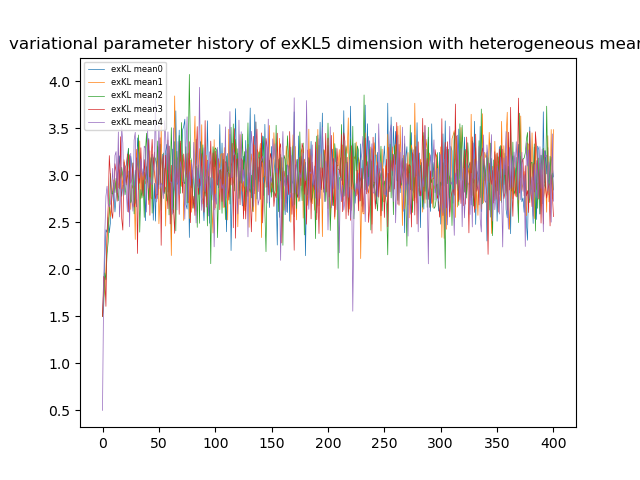 variational parameter history of exKL5 dimension with heterogeneous mean
exKL mean0
exKL mean1
exKL mean2
exKL mean3
exKL mean4
4.0
3.5
3.0
2.5
2.0
1.5
1.0
0.5
0 50 100 150 200 250 300 350 400